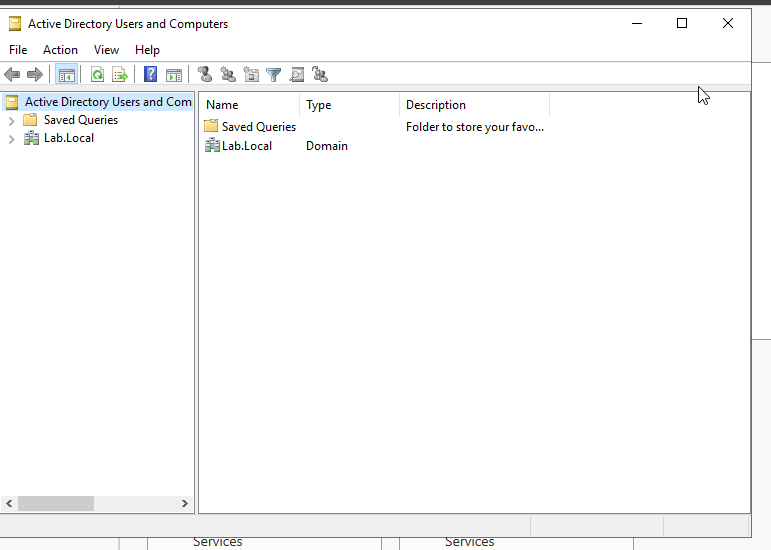 Active Directory Users and Computers
File Action View Help
Active Directory Users and Com
Saved Queries
Lab.Local
Name Type Description
Saved Queries Folder to store your favo...
Lab.Local Domain
Services Services